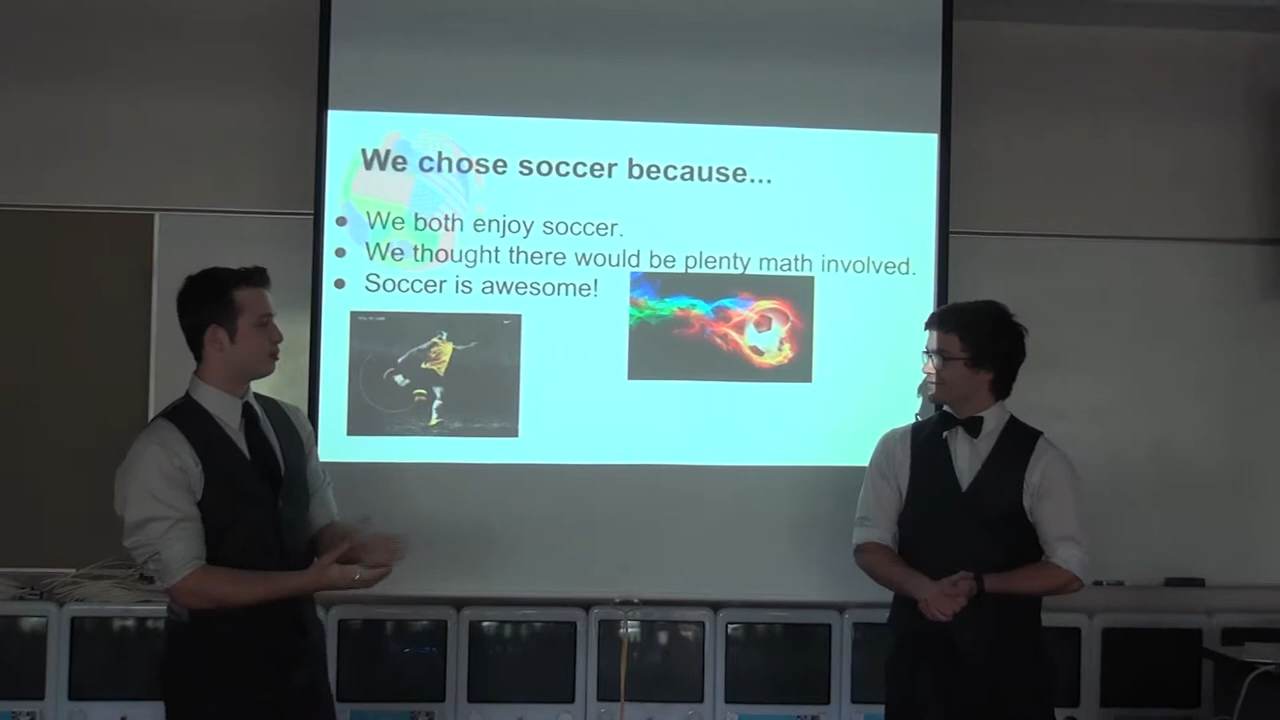 We chose soccer because...
● We both enjoy soccer.
● We thought there would be plenty math involved.
● Soccer is awesome!